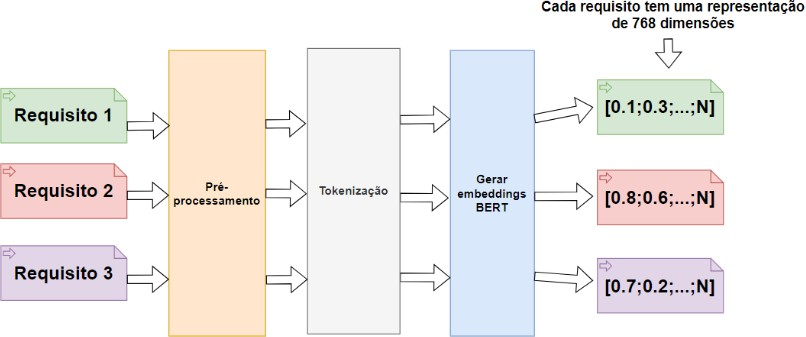 Cada requisito tem uma representação
de 768 dimensões
Requisito 1
Requisito 2
Requisito 3
Pré-
processamento
Tokenização
Gerar
embeddings
BERT
[0.1;0.3;...;N]
[0.8;0.6;...;N]
[0.7;0.2;...;N]